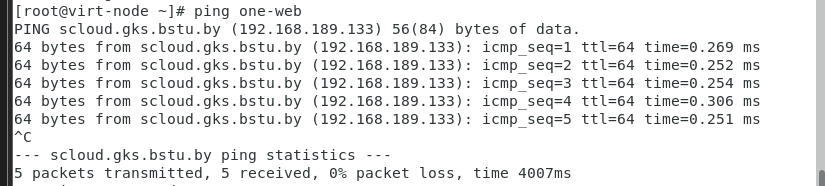 [root@virt-node ~]# ping one-web
PING scloud.gks.bstu.by (192.168.189.133) 56(84) bytes of data.
64 bytes from scloud.gks.bstu.by (192.168.189.133): icmp_seq=1 ttl=64 time=0.269 ms
64 bytes from scloud.gks.bstu.by (192.168.189.133): icmp_seq=2 ttl=64 time=0.252 ms
64 bytes from scloud.gks.bstu.by (192.168.189.133): icmp_seq=3 ttl=64 time=0.254 ms
64 bytes from scloud.gks.bstu.by (192.168.189.133): icmp_seq=4 ttl=64 time=0.306 ms
64 bytes from scloud.gks.bstu.by (192.168.189.133): icmp_seq=5 ttl=64 time=0.251 ms
^C
--- scloud.gks.bstu.by ping statistics ---
5 packets transmitted, 5 received, 0% packet loss, time 4007ms